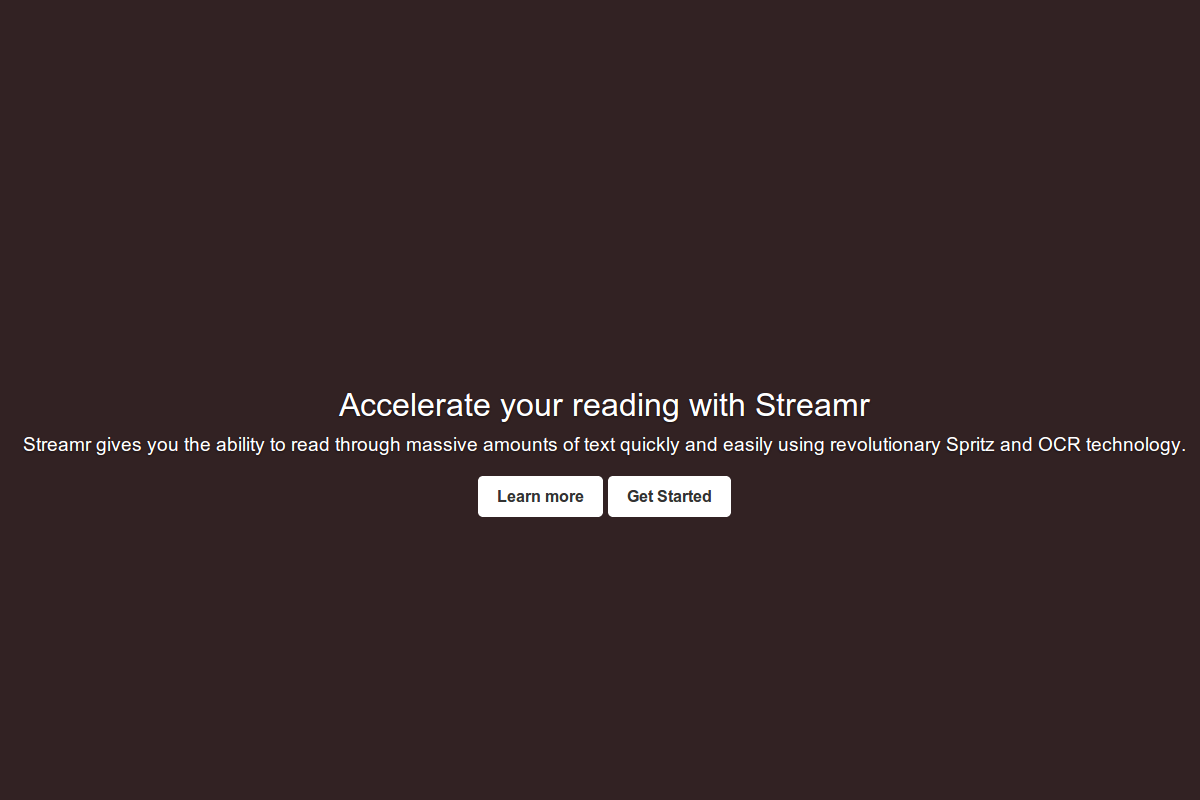 Accelerate your reading with Streamr
Streamr gives you the ability to read through massive amounts of text quickly and easily using revolutionary Spritz and OCR technology.
Learn more Get Started